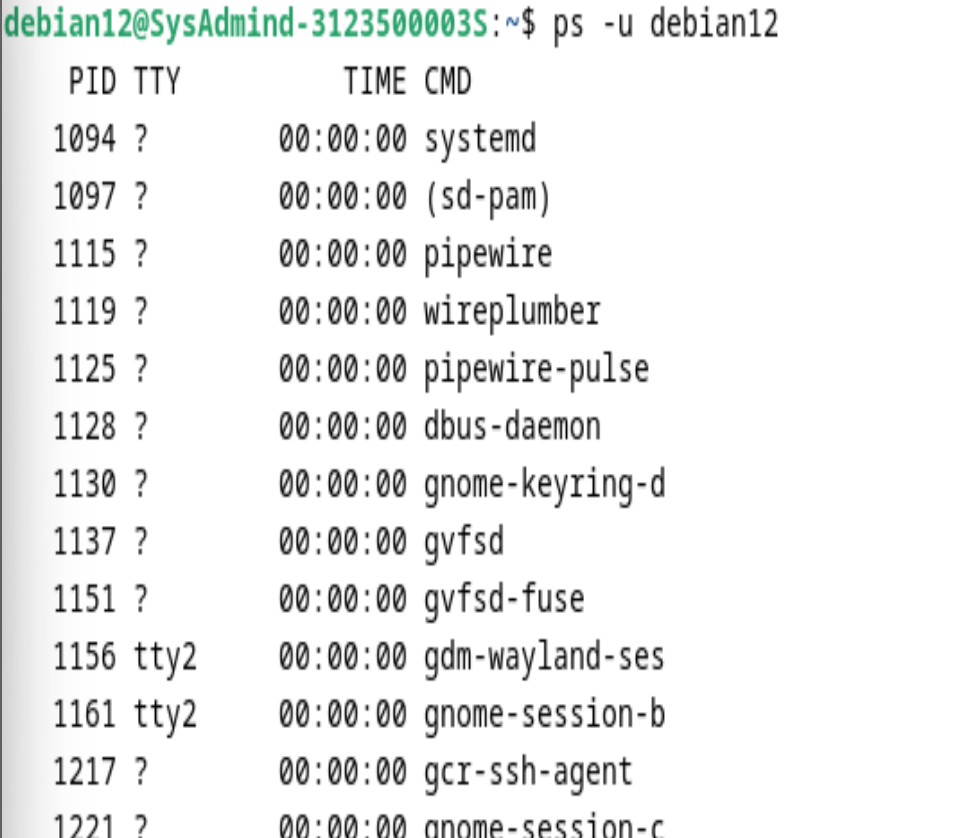 debian12@SysAdmind-3123500003S:~$ ps -u debian12
PID TTY TIME CMD
1094 ? 00:00:00 systemd
1097 ? 00:00:00 (sd-pam)
1115 ? 00:00:00 pipewire
1119 ? 00:00:00 wireplumber
1125 ? 00:00:00 pipewire-pulse
1128 ? 00:00:00 dbus-daemon
1130 ? 00:00:00 gnome-keyring-d
1137 ? 00:00:00 gvfsd
1151 ? 00:00:00 gvfsd-fuse
1156 tty2 00:00:00 gdm-wayland-ses
1161 tty2 00:00:00 gnome-session-b
1217 ? 00:00:00 gcr-ssh-agent
1221 ? 00:00:00 gnome-session-c